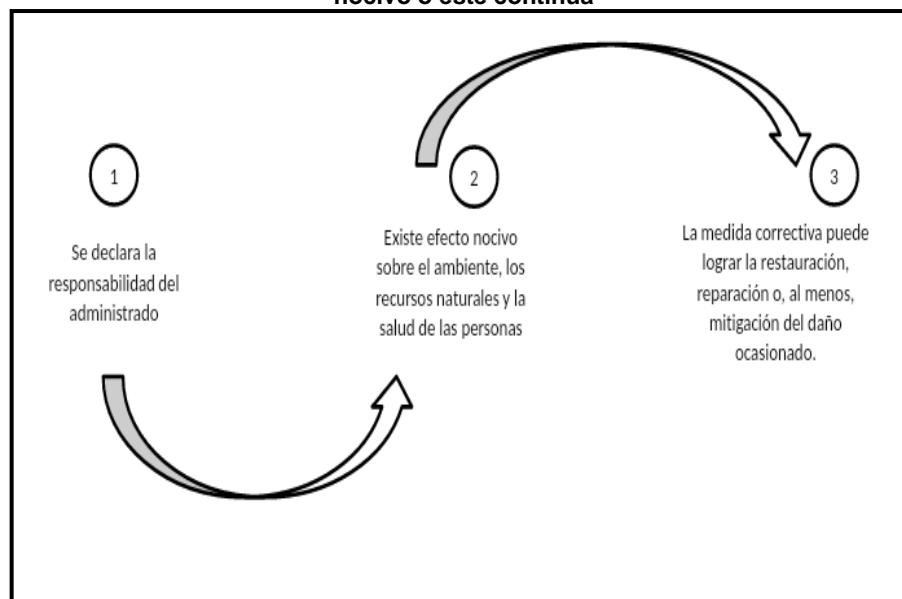 nocivo o este continúa
1
Se declara la
responsabilidad del
administrado
2
Existe efecto nocivo
sobre el ambiente, los
recursos naturales y la
salud de las personas
3
La medida correctiva puede
lograr la restauración,
reparación o, al menos,
mitigación del daño
ocasionado.